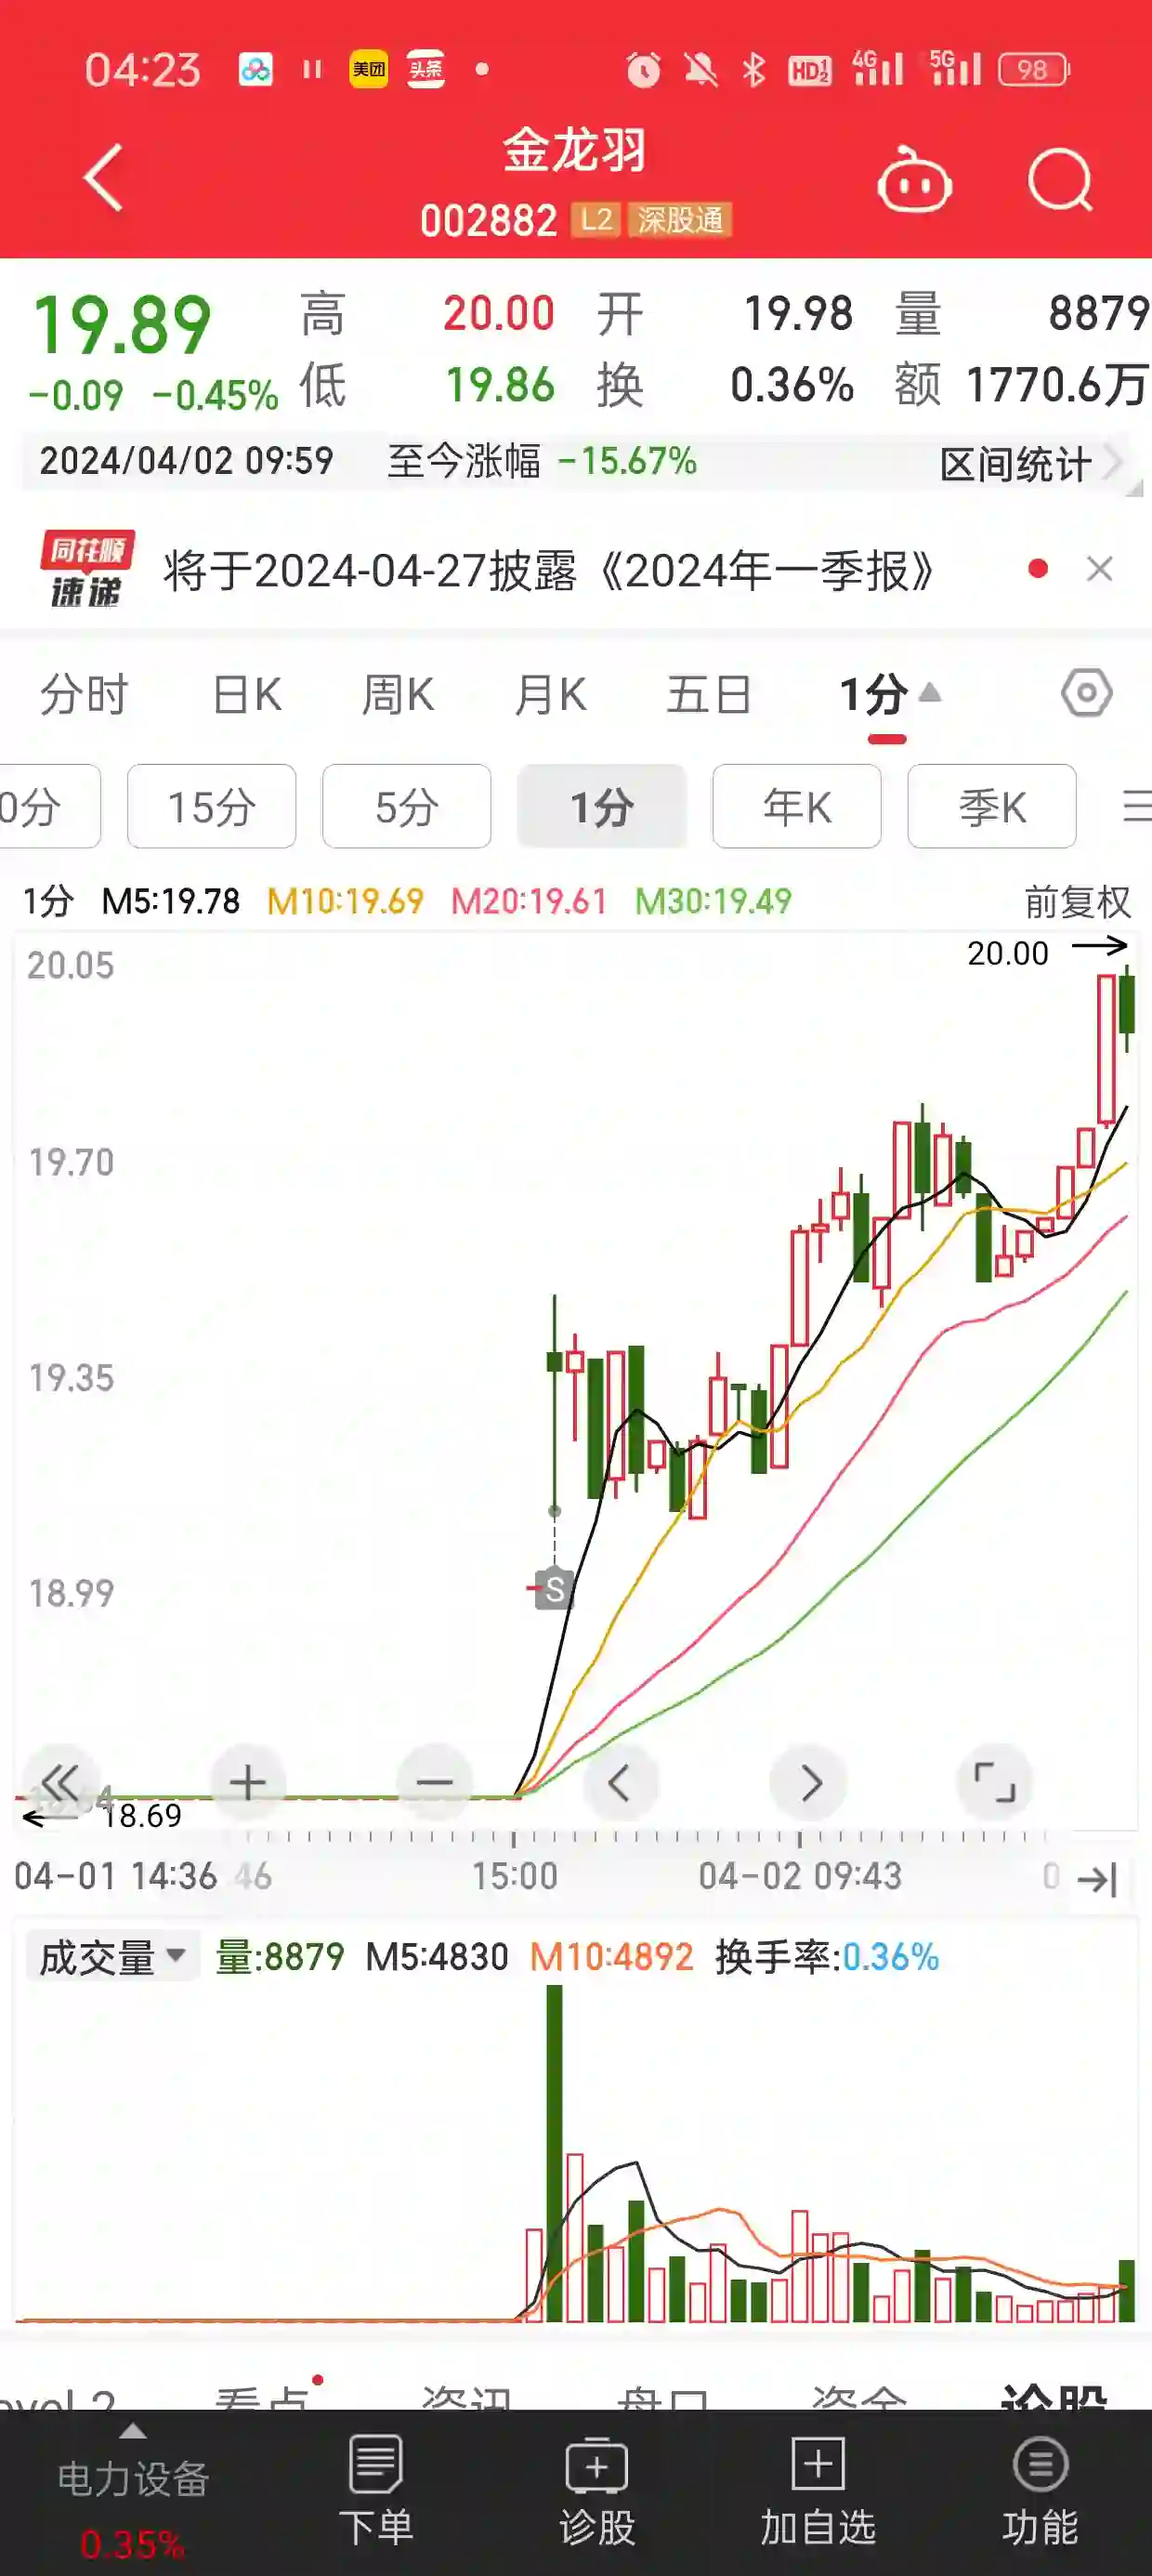 04:23 美团 头条 HD12 4G 5G 98
金龙羽
002882 L2 深股通
19.89 高 20.00 开 19.98 量 8879
-0.09 -0.45% 低 19.86 换 0.36% 额 1770.6万
2024/04/02 09:59 至今涨幅 -15.67% 区间统计
同花顺
速递
将于2024-04-27披露《2024年一季报》
分时 日K 周K 月K 五日 1分
0分 15分 5分 1分 年K 季K
1分 M5:19.78 M10:19.69 M20:19.61 M30:19.49 前复权
20.05
20.00
19.70
19.35
18.99
S
18.69
04-01 14:36 46 15:00 04-02 09:43 0
成交量 量:8879 M5:4830 M10:4892 换手率:0.36%
看点 资讯 盘口 资金 诊股
电力设备
0.35%
下单 诊股 加自选 功能